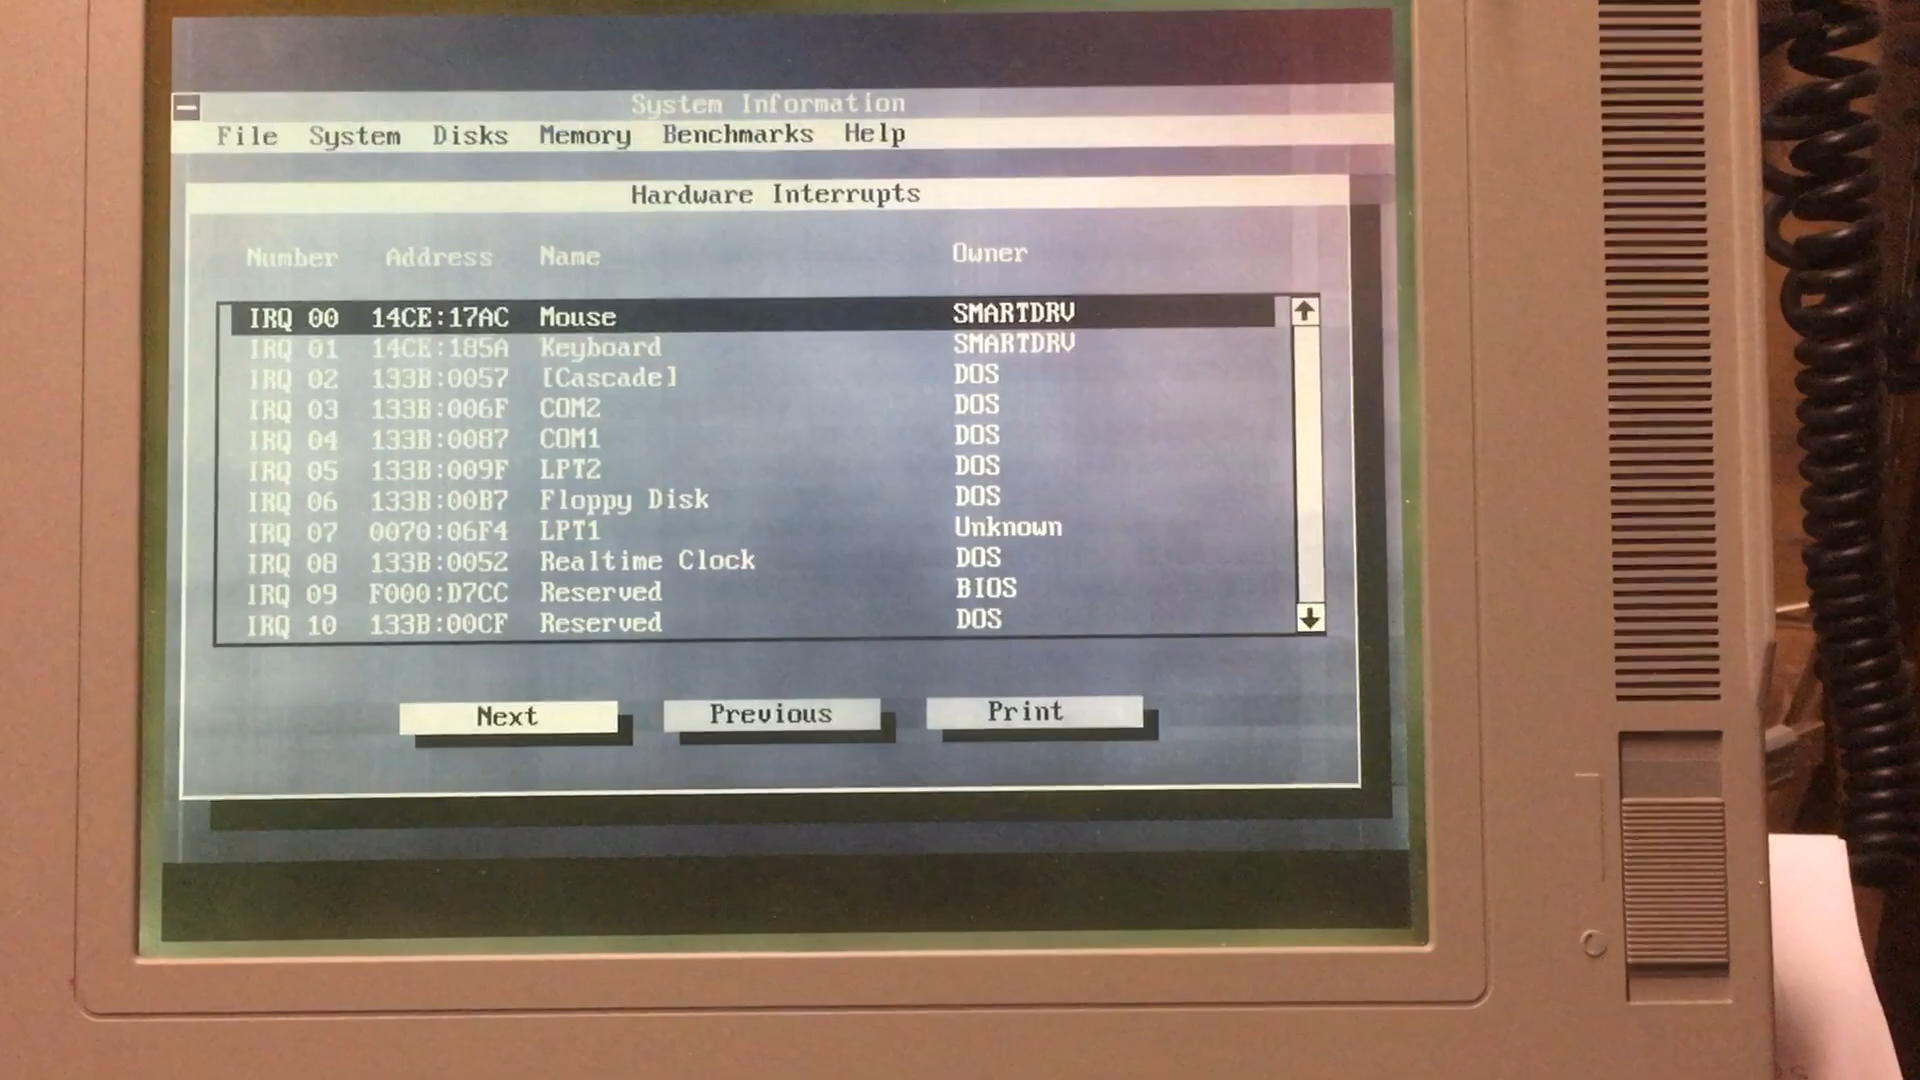 System Information
File System Disks Memory Benchmarks Help
Hardware Interrupts
Number Address Name Owner
IRQ 00 14CE:17AC Mouse SMARTDRV
IRQ 01 14CE:185A Keyboard SMARTDRV
IRQ 02 133B:0057 [Cascade] DOS
IRQ 03 133B:006F COM2 DOS
IRQ 04 133B:0087 COM1 DOS
IRQ 05 133B:009F LPT2 DOS
IRQ 06 133B:00B7 Floppy Disk DOS
IRQ 07 0070:06F4 LPT1 Unknown
IRQ 08 133B:0052 Realtime Clock DOS
IRQ 09 F000:D7CC Reserved BIOS
IRQ 10 133B:00CF Reserved DOS
Next Previous Print